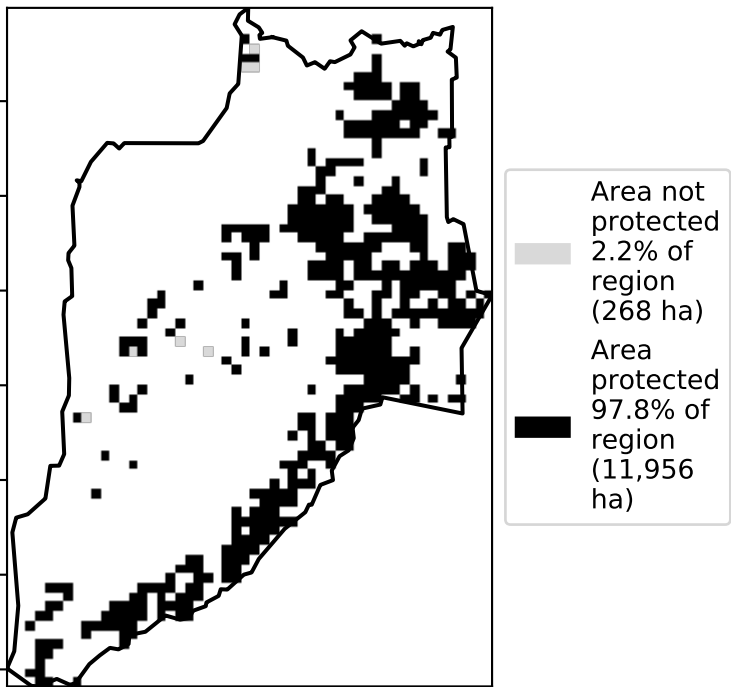 Area not
protected
2.2% of
region
(268 ha)
Area
protected
97.8% of
region
(11,956
ha)